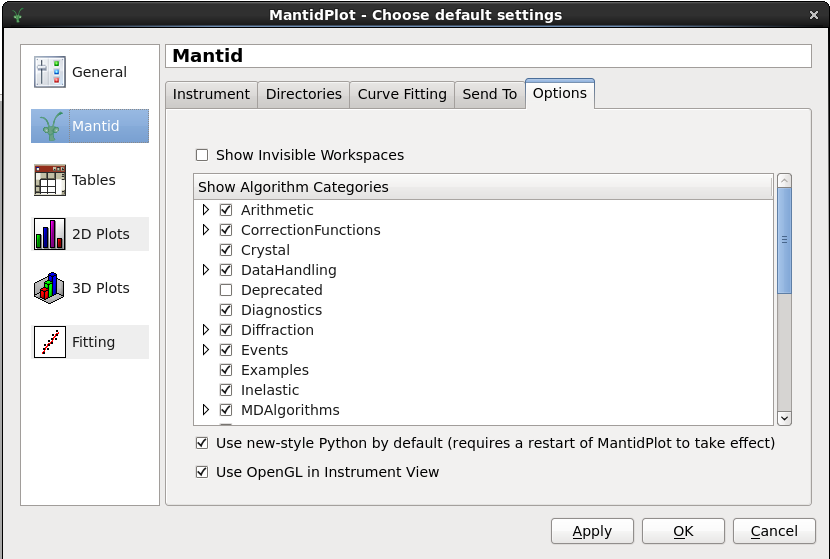 MantidPlot - Choose default settings
General
Mantid
Tables
2D Plots
3D Plots
Fitting
Mantid
Instrument Directories Curve Fitting Send To Options
Show Invisible Workspaces
Show Algorithm Categories
Arithmetic
CorrectionFunctions
Crystal
DataHandling
Deprecated
Diagnostics
Diffraction
Events
Examples
Inelastic
MDAlgorithms
Use new-style Python by default (requires a restart of MantidPlot to take effect)
Use OpenGL in Instrument View
Apply OK Cancel